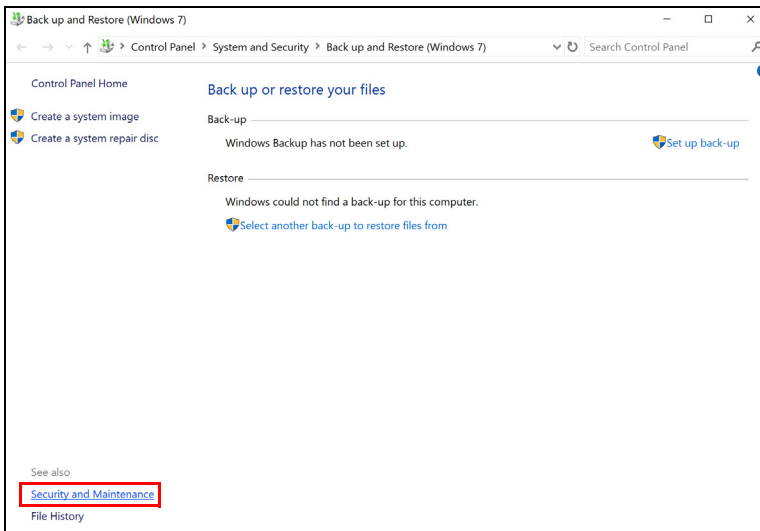 Back up and Restore (Windows 7)
Control Panel > System and Security > Back up and Restore (Windows 7)
Search Control Panel
Control Panel Home
Create a system image
Create a system repair disc
Back up or restore your files
Back-up
Windows Backup has not been set up.
Set up back-up
Restore
Windows could not find a back-up for this computer.
Select another back-up to restore files from
See also
Security and Maintenance
File History